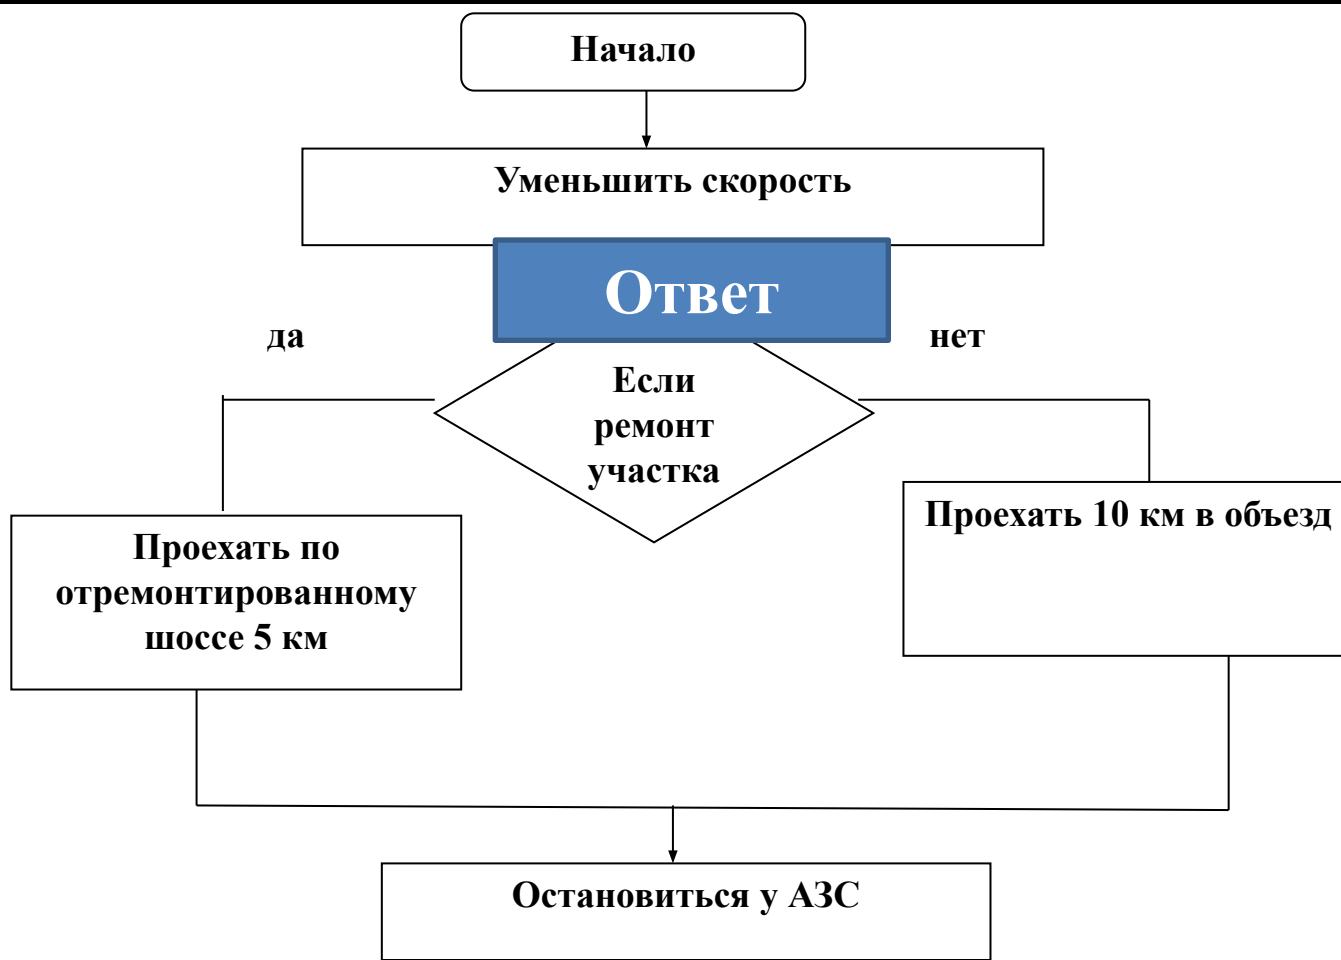 Начало
Уменьшить скорость
Ответ
да
нет
Если
ремонт
участка
Проехать по
отремонтированному
шоссе 5 км
Проехать 10 км в объезд
Остановиться у АЗС